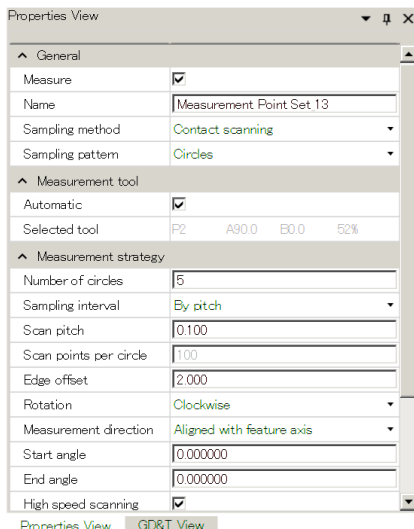 Properties View
General
Measure
Name Measurement Point Set 13
Sampling method Contact scanning
Sampling pattern Circles
Measurement tool
Automatic
Selected tool P2 A90.0 B0.0 52%
Measurement strategy
Number of circles 5
Sampling interval By pitch
Scan pitch 0.100
Scan points per circle 100
Edge offset 2.000
Rotation Clockwise
Measurement direction Aligned with feature axis
Start angle 0.000000
End angle 0.000000
High speed scanning
Properties View GD&T View